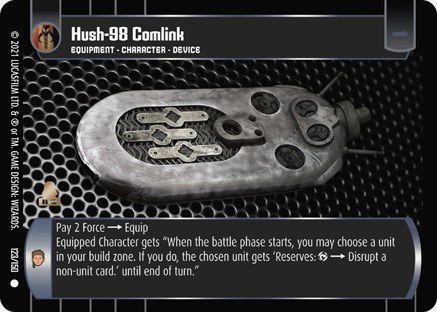 Hush-98 Comlink
EQUIPMENT - CHARACTER - DEVICE
Pay 2 Force → Equip
Equipped Character gets “When the battle phase starts, you may choose a unit
in your build zone. If you do, the chosen unit gets ‘Reserves: → Disrupt a
non-unit card.’ until end of turn.”
© 2021 LUCASFILM LTD. & ® or TM. GAME DESIGN: WIZARDS.
123/150